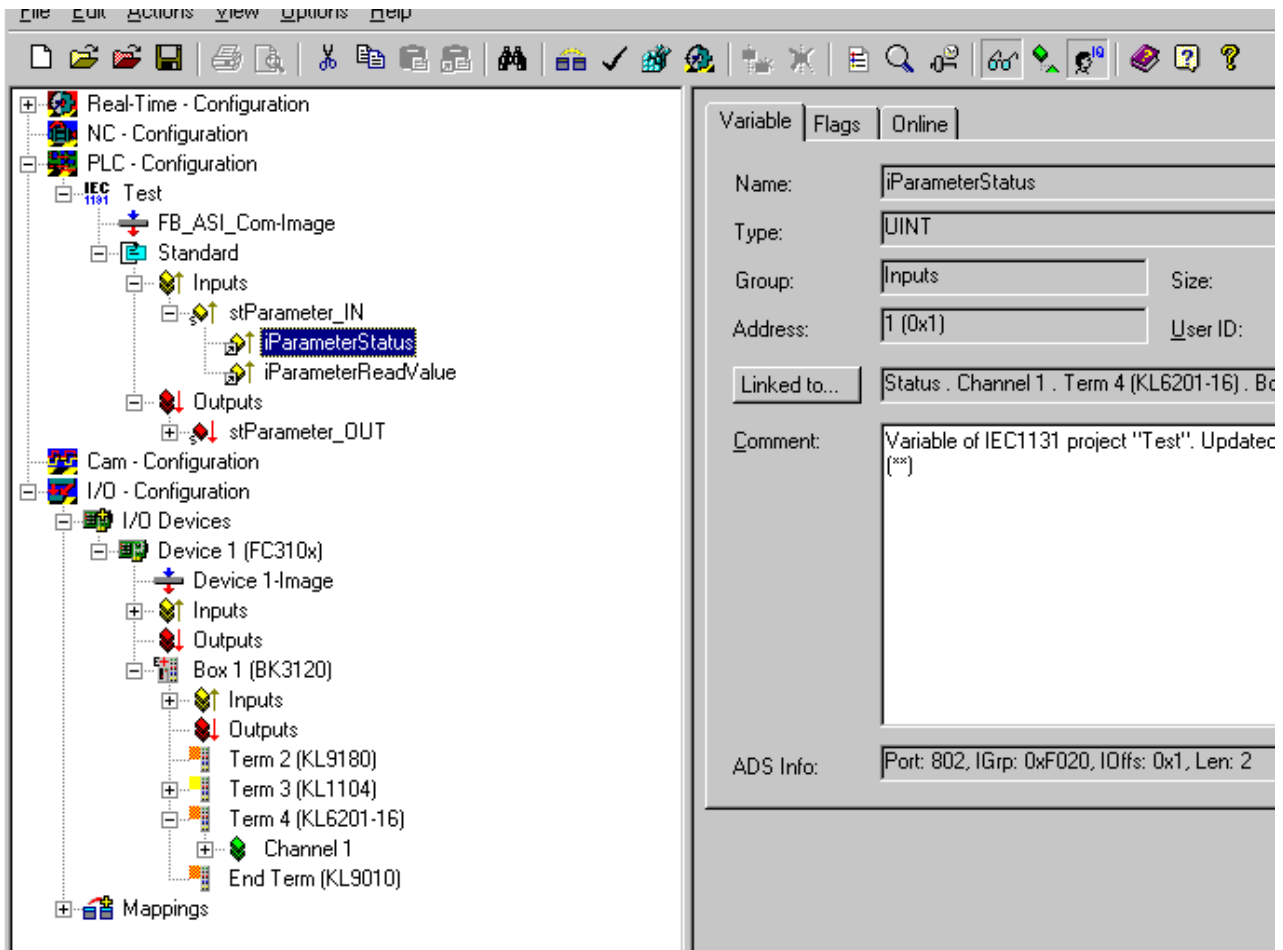 File Edit Actions View Options Help
Real-Time - Configuration
NC - Configuration
PLC - Configuration
IEC 1131 Test
FB_ASI_Com-Image
Standard
Inputs
stParameter_IN
iParameterStatus
iParameterReadValue
Outputs
stParameter_OUT
Cam - Configuration
I/O - Configuration
I/O Devices
Device 1 (FC310x)
Device 1-Image
Inputs
Outputs
Box 1 (BK3120)
Inputs
Outputs
Term 2 (KL9180)
Term 3 (KL1104)
Term 4 (KL6201-16)
Channel 1
End Term (KL9010)
Mappings
Variable Flags Online
Name: iParameterStatus
Type: UINT
Group: Inputs Size:
Address: 1 (0x1) User ID:
Linked to... Status . Channel 1 . Term 4 (KL6201-16) . Bo
Comment: Variable of IEC1131 project "Test". Updated
(**)
ADS Info: Port: 802, IGrp: 0xF020, IOffs: 0x1, Len: 2